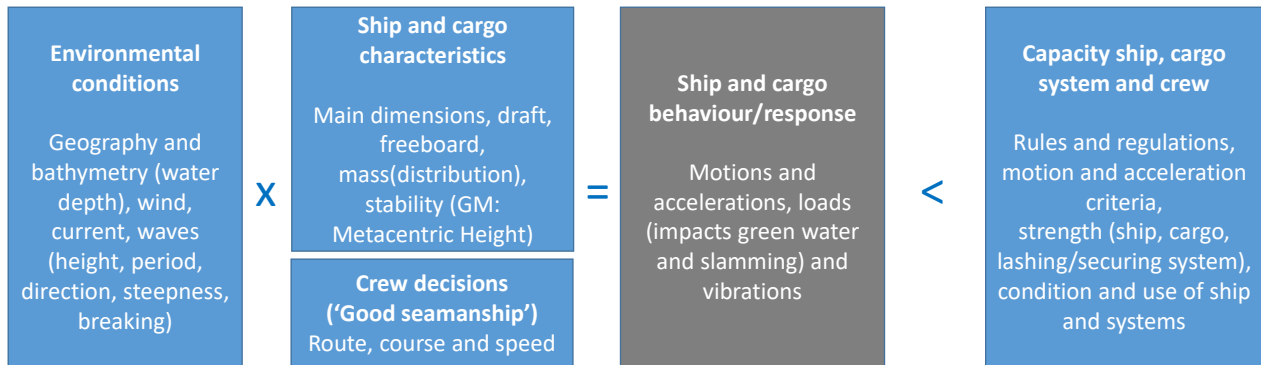 Environmental
conditions
Geography and
bathymetry (water
depth), wind,
current, waves
(height, period,
direction, steepness,
breaking)
x
Ship and cargo
characteristics
Main dimensions, draft,
freeboard,
mass(distribution),
stability (GM:
Metacentric Height)
Crew decisions
('Good seamanship')
Route, course and speed
=
Ship and cargo
behaviour/response
Motions and
accelerations, loads
(impacts green water
and slamming) and
vibrations
<
Capacity ship, cargo
system and crew
Rules and regulations,
motion and acceleration
criteria,
strength (ship, cargo,
lashing/securing system),
condition and use of ship
and systems